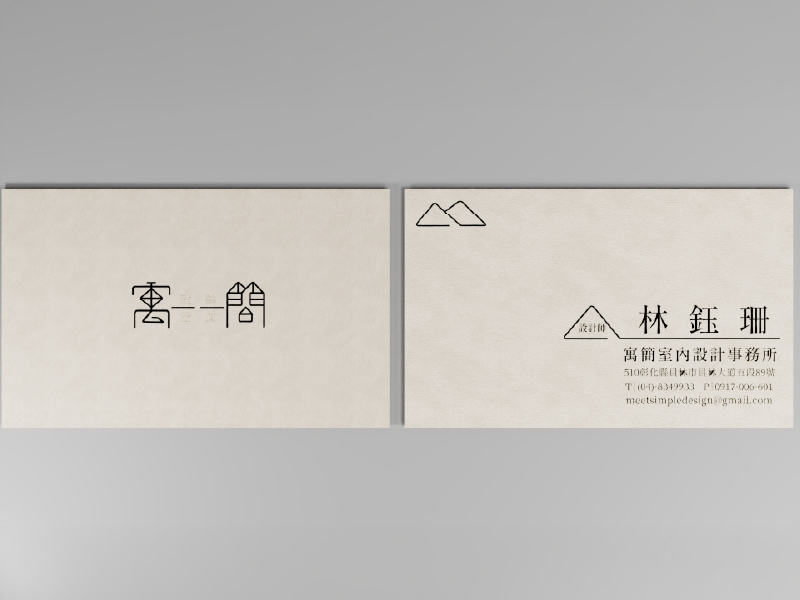 寓 間
設計師
林鈺珊
寓簡室內設計事務所
510彰化縣員林市員林大道五段89號
T|(04)-8349933 P|0917-006-601
meetsimpledesign@gmail.com